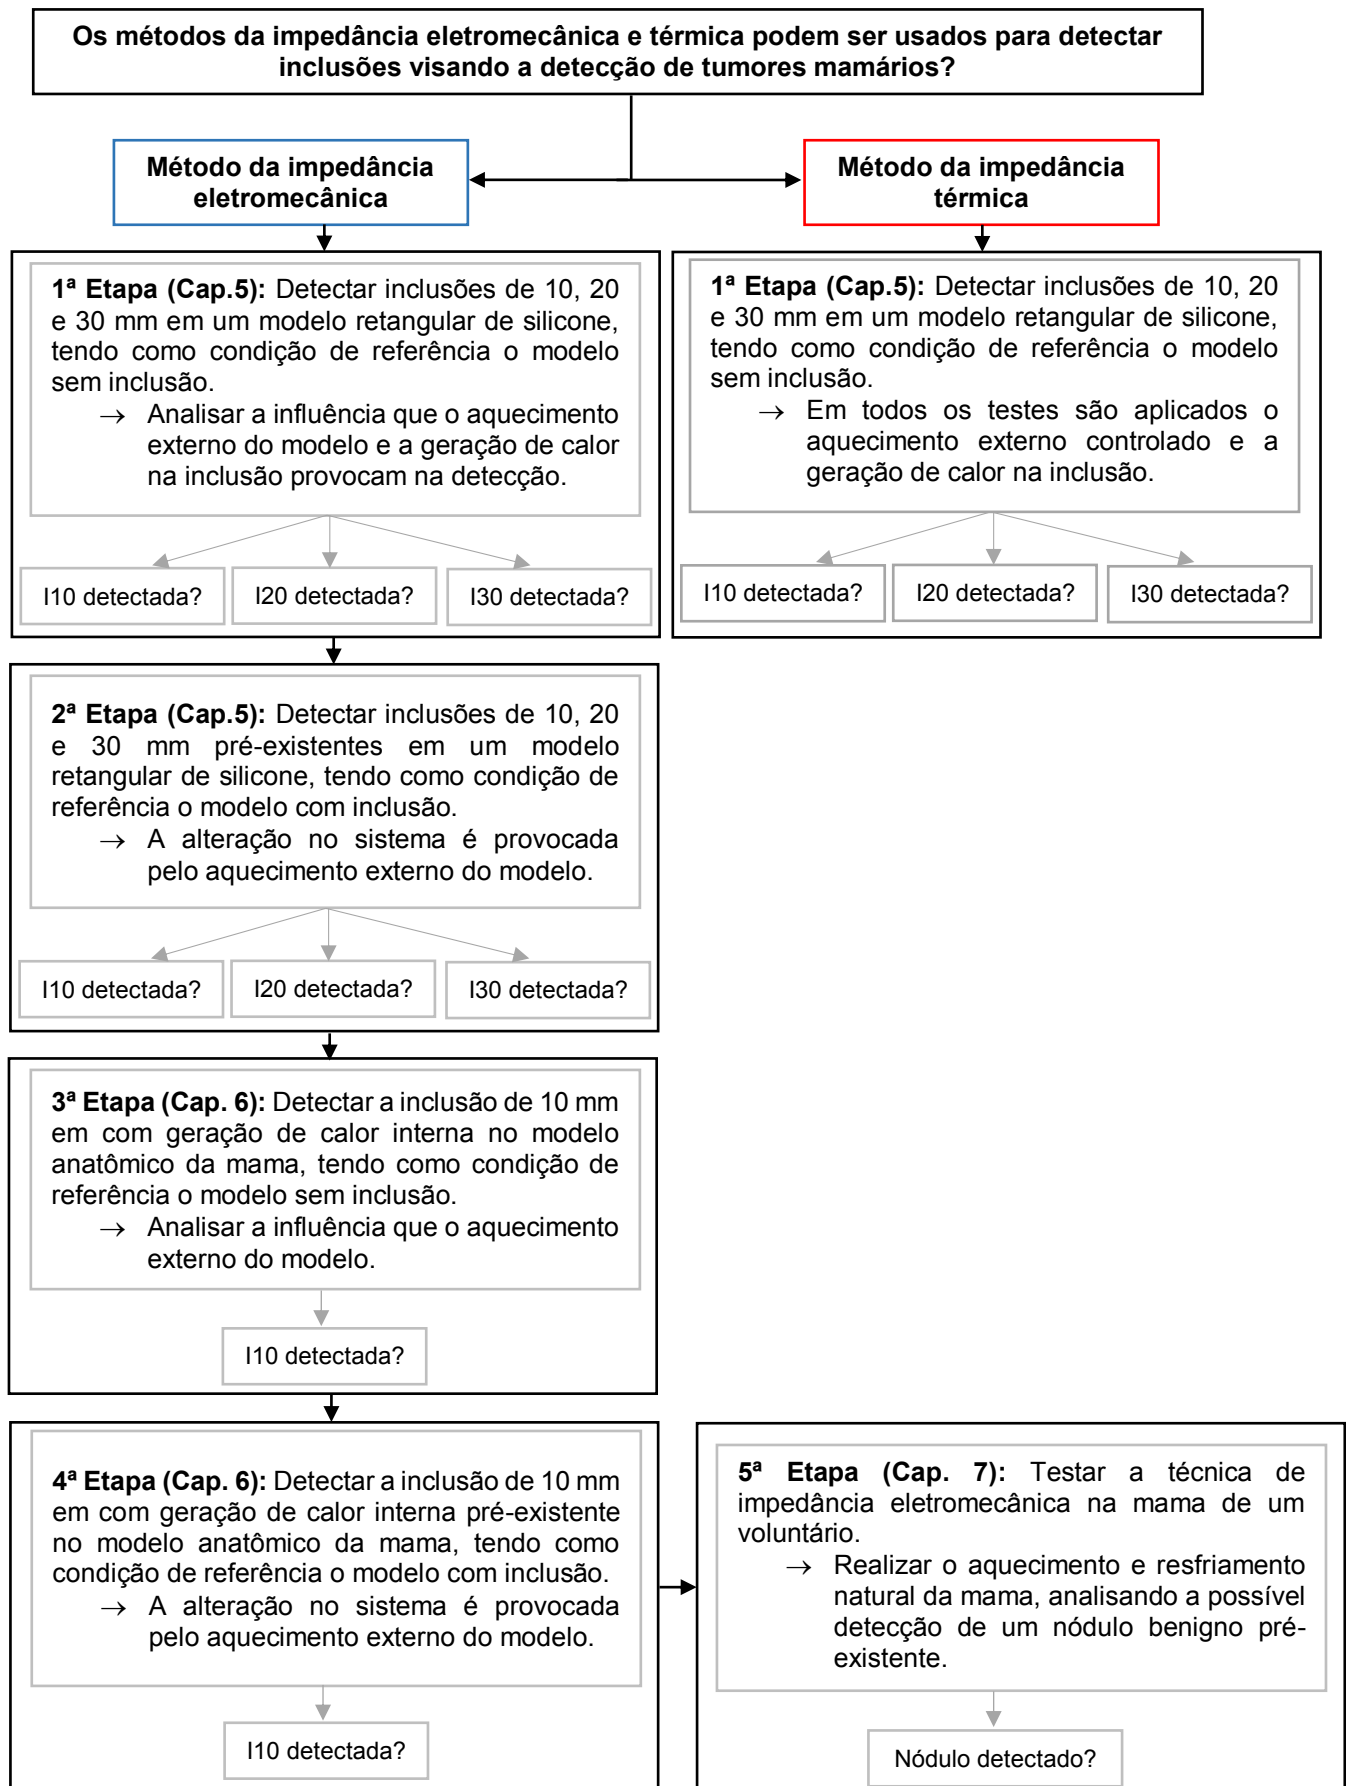 Os métodos da impedância eletromecânica e térmica podem ser usados para detectar
inclusões visando a detecção de tumores mamários?
Método da impedância
eletromecânica
Método da impedância
térmica
1ª Etapa (Cap.5): Detectar inclusões de 10, 20
e 30 mm em um modelo retangular de silicone,
tendo como condição de referência o modelo
sem inclusão.
→ Analisar a influência que o aquecimento
externo do modelo e a geração de calor
na inclusão provocam na detecção.
I10 detectada?
I20 detectada?
I30 detectada?
1ª Etapa (Cap.5): Detectar inclusões de 10, 20
e 30 mm em um modelo retangular de silicone,
tendo como condição de referência o modelo
sem inclusão.
→ Em todos os testes são aplicados o
aquecimento externo controlado e a
geração de calor na inclusão.
I10 detectada?
I20 detectada?
I30 detectada?
2ª Etapa (Cap.5): Detectar inclusões de 10, 20
e 30 mm pré-existentes em um modelo
retangular de silicone, tendo como condição de
referência o modelo com inclusão.
→ A alteração no sistema é provocada
pelo aquecimento externo do modelo.
I10 detectada?
I20 detectada?
I30 detectada?
3ª Etapa (Cap. 6): Detectar a inclusão de 10 mm
em com geração de calor interna no modelo
anatômico da mama, tendo como condição de
referência o modelo sem inclusão.
→ Analisar a influência que o aquecimento
externo do modelo.
I10 detectada?
4ª Etapa (Cap. 6): Detectar a inclusão de 10 mm
em com geração de calor interna pré-existente
no modelo anatômico da mama, tendo como
condição de referência o modelo com inclusão.
→ A alteração no sistema é provocada
pelo aquecimento externo do modelo.
I10 detectada?
5ª Etapa (Cap. 7): Testar a técnica de
impedância eletromecânica na mama de um
voluntário.
→ Realizar o aquecimento e resfriamento
natural da mama, analisando a possível
detecção de um nódulo benigno pré-
existente.
Nódulo detectado?